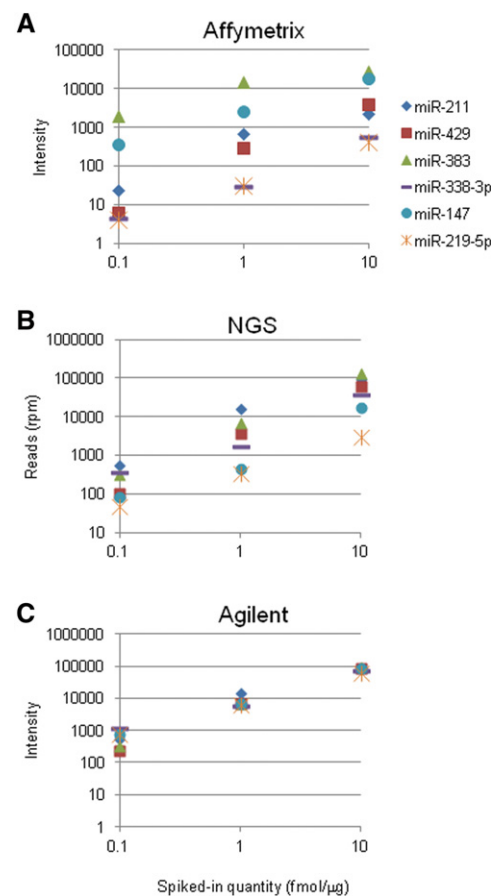 A
Affymetrix
Intensity
100000
10000
1000
100
10
1
0.1
1
10
miR-211
miR-429
miR-383
miR-338-3p
miR-147
miR-219-5p
B
NGS
Reads (rpm)
1000000
100000
10000
1000
100
10
0.1
1
10
C
Agilent
Intensity
1000000
100000
10000
1000
100
10
1
0.1
1
10
Spiked-in quantity (fmol/µg)